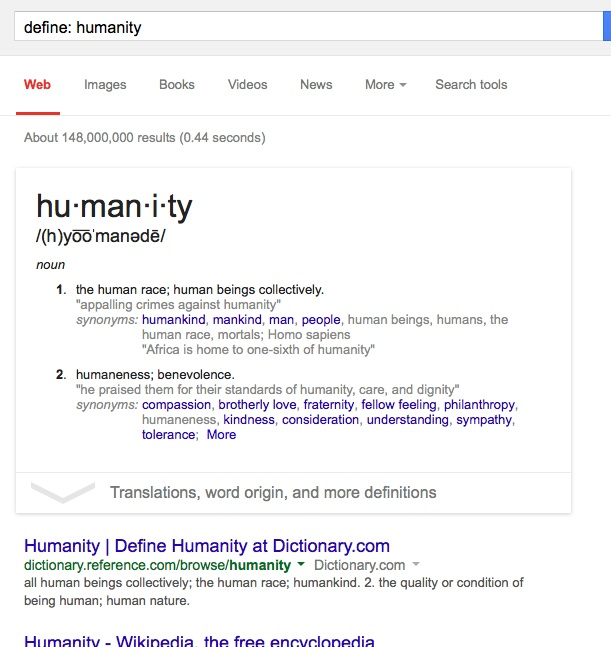 define: humanity
Web Images Books Videos News More Search tools
About 148,000,000 results (0.44 seconds)
hu·man·i·ty
/(h)yo͞oˈmanədē/
noun
1. the human race; human beings collectively.
"appalling crimes against humanity"
synonyms: humankind, mankind, man, people, human beings, humans, the
human race, mortals; Homo sapiens
"Africa is home to one-sixth of humanity"
2. humaneness; benevolence.
"he praised them for their standards of humanity, care, and dignity"
synonyms: compassion, brotherly love, fraternity, fellow feeling, philanthropy,
humaneness, kindness, consideration, understanding, sympathy,
tolerance; More
Translations, word origin, and more definitions
Humanity | Define Humanity at Dictionary.com
dictionary.reference.com/browse/humanity Dictionary.com
all human beings collectively; the human race; humankind. 2. the quality or condition of
being human; human nature.
Humanity - Wikipedia, the free encyclopedia